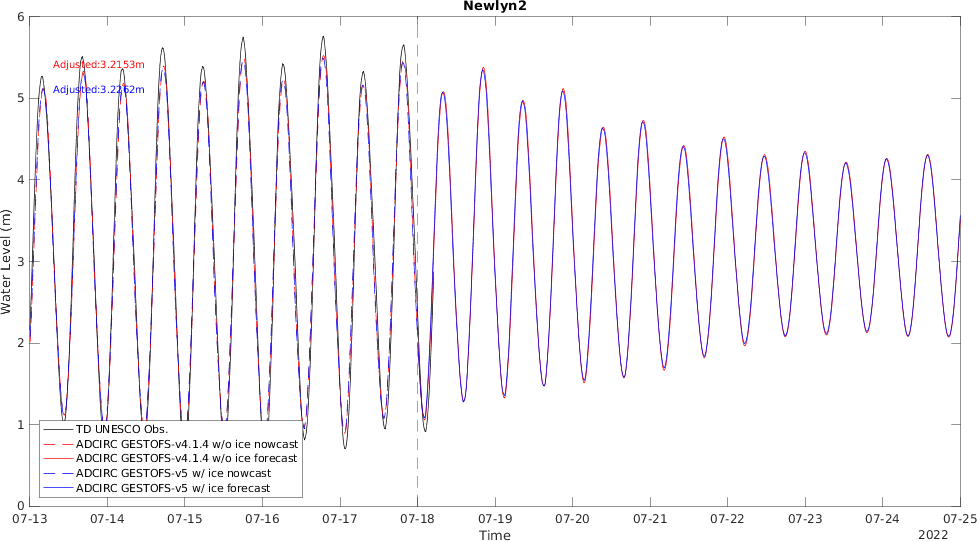 Newlyn2
Water Level (m)
6
5
4
3
2
1
0
Adjusted:3.2153m
Adjusted:3.2262m
TD UNESCO Obs.
ADCIRC GESTOFS-v4.1.4 w/o ice nowcast
ADCIRC GESTOFS-v4.1.4 w/o ice forecast
ADCIRC GESTOFS-v5 w/ ice nowcast
ADCIRC GESTOFS-v5 w/ ice forecast
07-13 07-14 07-15 07-16 07-17 07-18 07-19 07-20 07-21 07-22 07-23 07-24 07-25
Time
2022